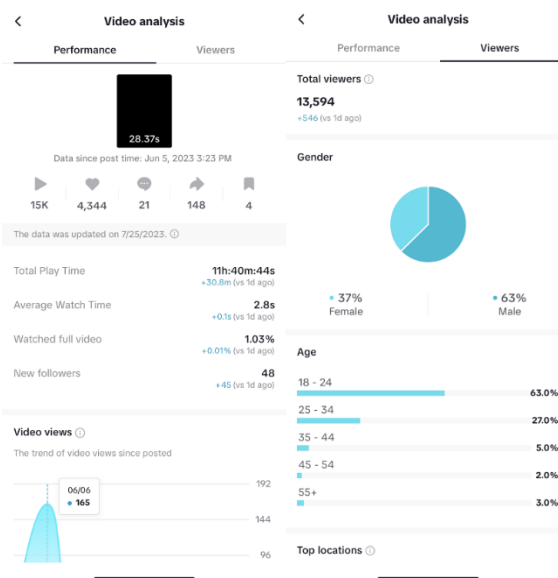 Video analysis
Performance
Viewers
28.37s
Data since post time: Jun 5, 2023 3:23 PM
15K
4,344
21
148
4
The data was updated on 7/25/2023.
Total Play Time
11h:40m:44s
+30.8m (vs 1d ago)
Average Watch Time
2.8s
+0.1s (vs 1d ago)
Watched full video
1.03%
+0.01% (vs 1d ago)
New followers
48
+45 (vs 1d ago)
Video views
The trend of video views since posted
06/06
165
192
144
96
Video analysis
Performance
Viewers
Total viewers
13,594
+546 (vs 1d ago)
Gender
37%
Female
63%
Male
Age
18 - 24
63.0%
25 - 34
27.0%
35 - 44
5.0%
45 - 54
2.0%
55+
3.0%
Top locations